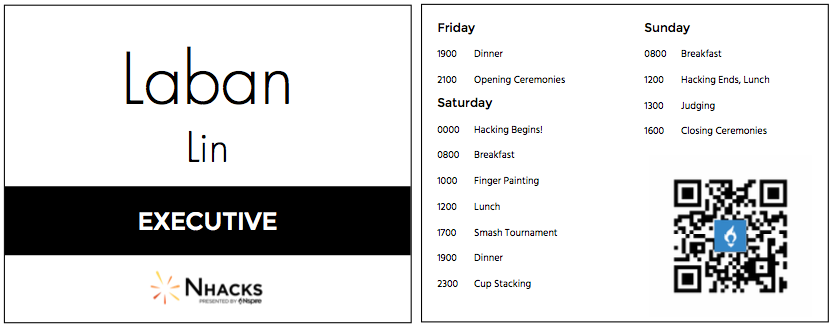 Laban
Lin
EXECUTIVE
NHACKS
PRESENTED BY Nspire
Friday
1900 Dinner
2100 Opening Ceremonies
Saturday
0000 Hacking Begins!
0800 Breakfast
1000 Finger Painting
1200 Lunch
1700 Smash Tournament
1900 Dinner
2300 Cup Stacking
Sunday
0800 Breakfast
1200 Hacking Ends, Lunch
1300 Judging
1600 Closing Ceremonies